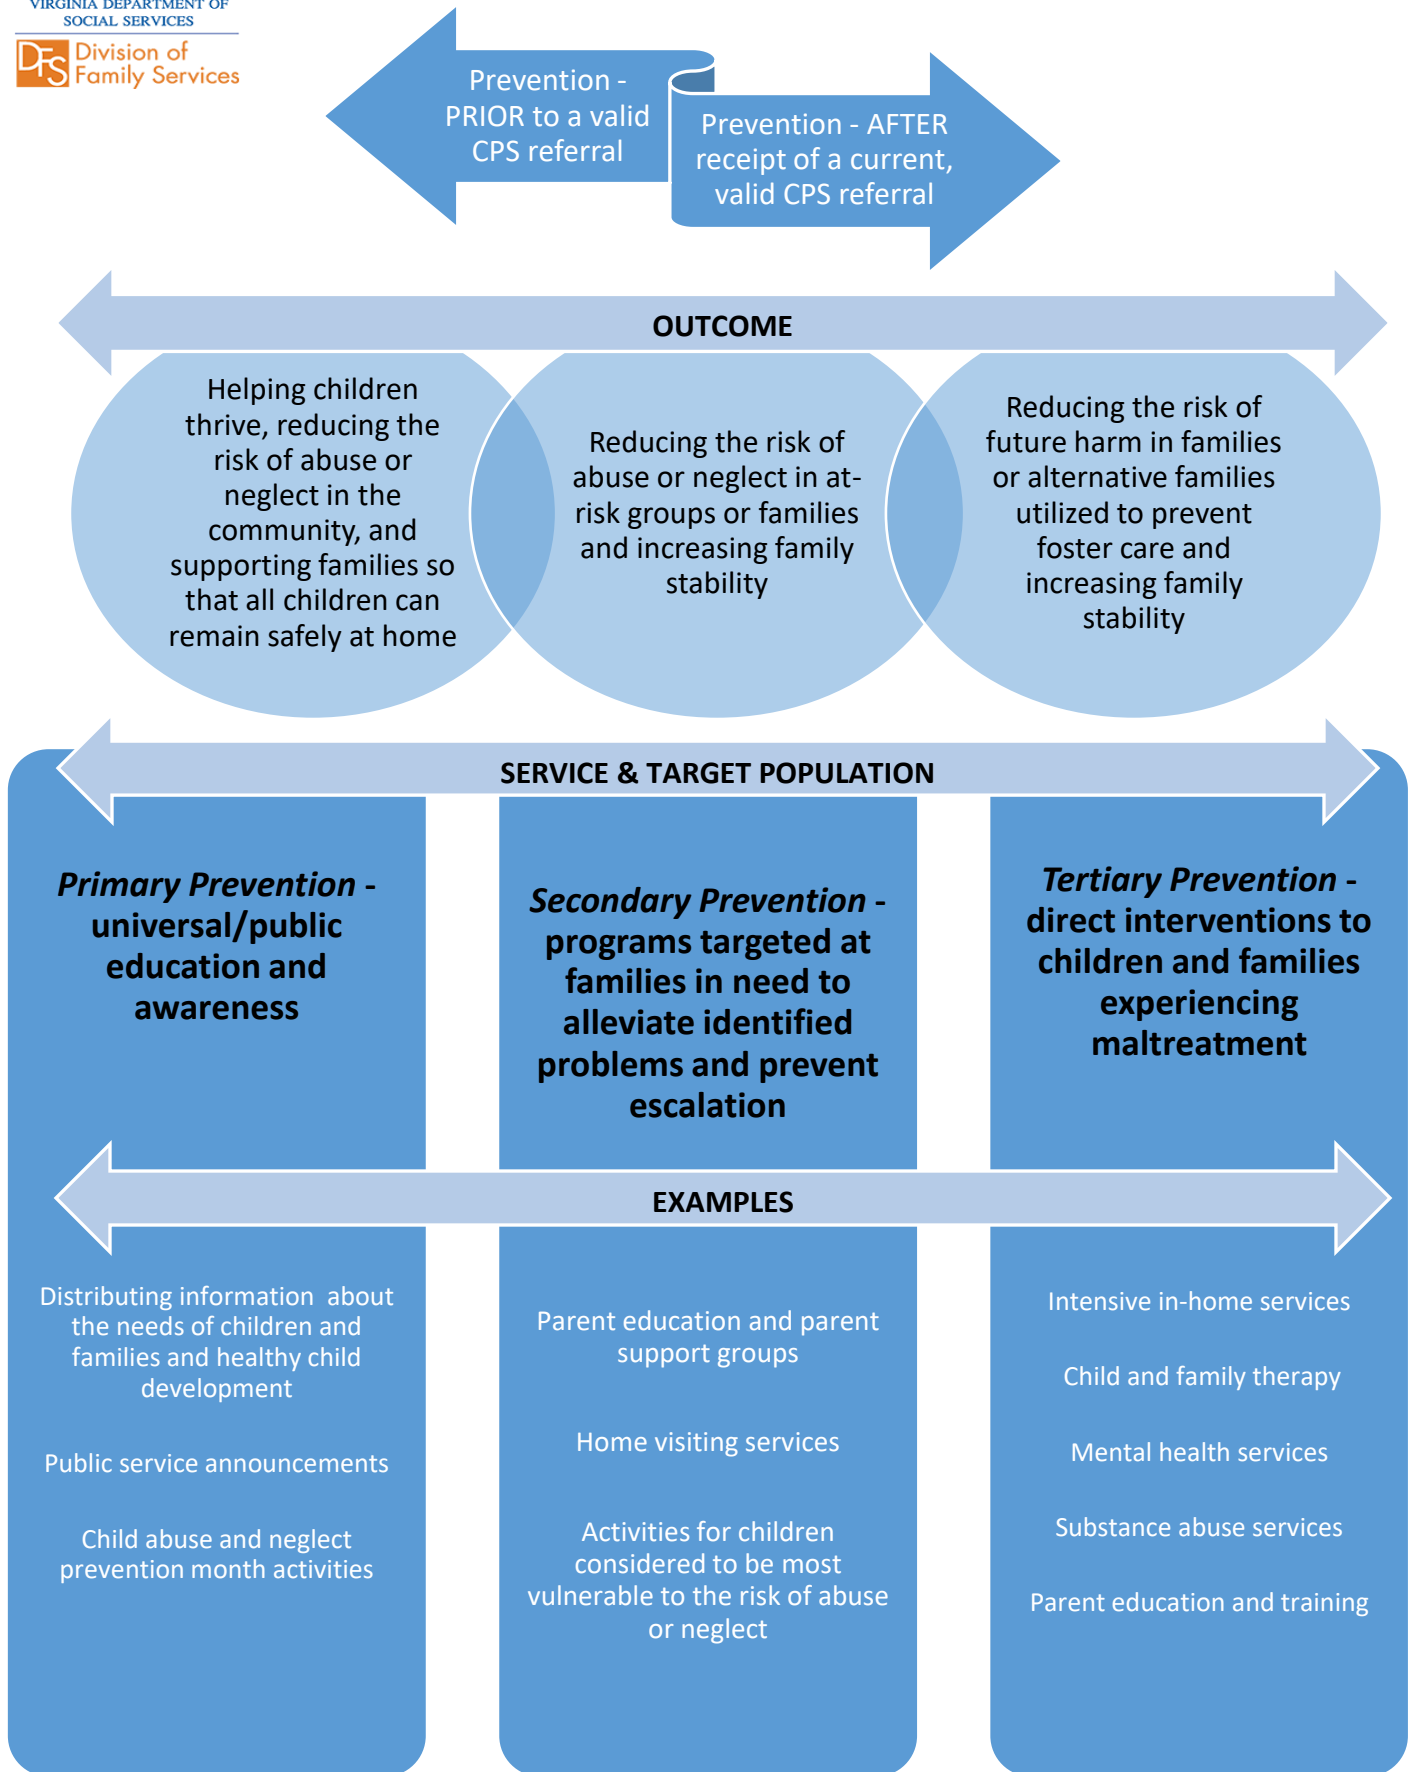 VIRGINIA DEPARTMENT OF
SOCIAL SERVICES
DFS
Division of
Family Services
Prevention -
PRIOR to a valid
CPS referral
Prevention - AFTER
receipt of a current,
valid CPS referral
OUTCOME
Helping children
thrive, reducing the
risk of abuse or
neglect in the
community, and
supporting families so
that all children can
remain safely at home
Reducing the risk of
abuse or neglect in at-
risk groups or families
and increasing family
stability
Reducing the risk of
future harm in families
or alternative families
utilized to prevent
foster care and
increasing family
stability
SERVICE & TARGET POPULATION
Primary Prevention -
universal/public
education and
awareness
Secondary Prevention -
programs targeted at
families in need to
alleviate identified
problems and prevent
escalation
Tertiary Prevention -
direct interventions to
children and families
experiencing
maltreatment
EXAMPLES
Distributing information  about
the needs of children and
families and healthy child
development
Public service announcements
Child abuse and neglect
prevention month activities
Parent education and parent
support groups
Home visiting services
Activities for children
considered to be most
vulnerable to the risk of abuse
or neglect
Intensive in-home services
Child and family therapy
Mental health services
Substance abuse services
Parent education and training